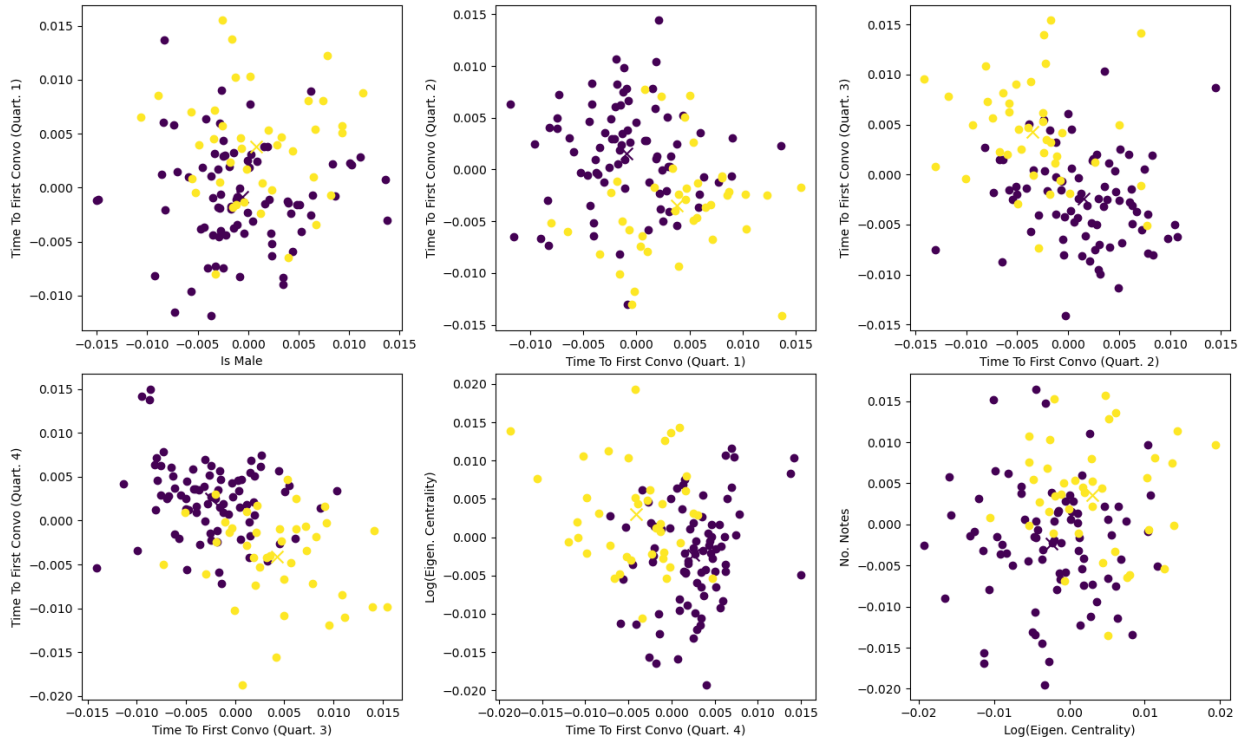 0.015
0.010
0.005
0.000
−0.005
−0.010
Time To First Convo (Quart. 1)
−0.015 −0.010 −0.005 0.000 0.005 0.010 0.015
Is Male
0.015
0.010
0.005
0.000
−0.005
−0.010
−0.015
Time To First Convo (Quart. 2)
−0.010 −0.005 0.000 0.005 0.010 0.015
Time To First Convo (Quart. 1)
0.015
0.010
0.005
0.000
−0.005
−0.010
−0.015
Time To First Convo (Quart. 3)
−0.015 −0.010 −0.005 0.000 0.005 0.010 0.015
Time To First Convo (Quart. 2)
0.015
0.010
0.005
0.000
−0.005
−0.010
−0.015
−0.020
Time To First Convo (Quart. 4)
−0.015 −0.010 −0.005 0.000 0.005 0.010 0.015
Time To First Convo (Quart. 3)
0.020
0.015
0.010
0.005
0.000
−0.005
−0.010
−0.015
−0.020
Log(Eigen. Centrality)
−0.020 −0.015 −0.010 −0.005 0.000 0.005 0.010 0.015
Time To First Convo (Quart. 4)
0.015
0.010
0.005
0.000
−0.005
−0.010
−0.015
−0.020
No. Notes
−0.02 −0.01 0.00 0.01 0.02
Log(Eigen. Centrality)